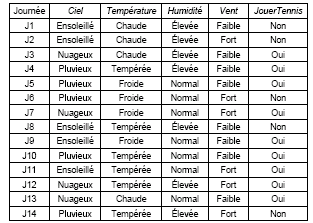 Journée Ciel Température Humidité Vent JouerTennis
J1 Ensoleillé Chaude Élevée Faible Non
J2 Ensoleillé Chaude Élevée Fort Non
J3 Nuageux Chaude Élevée Faible Oui
J4 Pluvieux Tempérée Élevée Faible Oui
J5 Pluvieux Froide Normal Faible Oui
J6 Pluvieux Froide Normal Fort Non
J7 Nuageux Froide Normal Fort Oui
J8 Ensoleillé Tempérée Élevée Faible Non
J9 Ensoleillé Froide Normal Faible Oui
J10 Pluvieux Tempérée Normal Faible Oui
J11 Ensoleillé Tempérée Normal Fort Oui
J12 Nuageux Tempérée Élevée Fort Oui
J13 Nuageux Chaude Normal Faible Oui
J14 Pluvieux Tempérée Élevée Fort Non